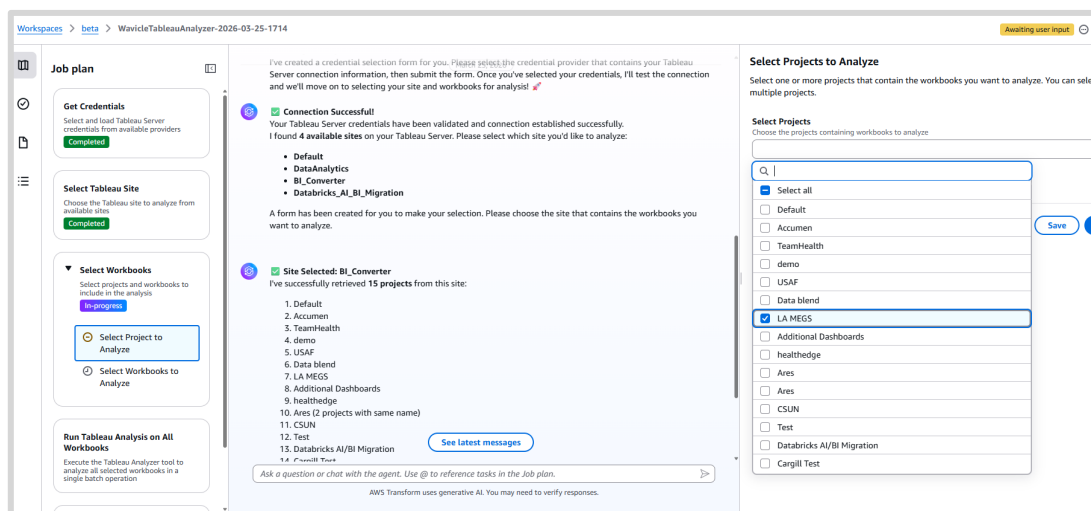 Workspaces > beta > WavicleTableauAnalyzer-2026-03-25-1714
Awaiting user input
Job plan
Get Credentials
Select and load Tableau Server
credentials from available providers
Completed
Select Tableau Site
Choose the Tableau site to analyze from
available sites
Completed
Select Workbooks
Select projects and workbooks to
include in the analysis
In-progress
Select Project to
Analyze
Select Workbooks to
Analyze
Run Tableau Analysis on All
Workbooks
Execute the Tableau Analyzer tool to
analyze all selected workbooks in a
single batch operation
I've created a credential selection form for you. Please select the credential provider that contains your Tableau
Server connection information, then submit the form. Once you've selected your credentials, I'll test the connection
and we'll move on to selecting your site and workbooks for analysis! 🚀
✅ Connection Successful!
Your Tableau Server credentials have been validated and connection established successfully.
I found 4 available sites on your Tableau Server. Please select which site you'd like to analyze:
• Default
• DataAnalytics
• BI_Converter
• Databricks_AI_BI_Migration
A form has been created for you to make your selection. Please choose the site that contains the workbooks you
want to analyze.
✅ Site Selected: BI_Converter
I've successfully retrieved 15 projects from this site:
1. Default
2. Accumen
3. TeamHealth
4. demo
5. USAF
6. Data blend
7. LA MEGS
8. Additional Dashboards
9. healthedge
10. Ares (2 projects with same name)
11. CSUN
12. Test
13. Databricks AI/BI Migration
14. Cargill Test
See latest messages
Ask a question or chat with the agent. Use @ to reference tasks in the Job plan.
AWS Transform uses generative AI. You may need to verify responses.
Select Projects to Analyze
Select one or more projects that contain the workbooks you want to analyze. You can
multiple projects.
Select Projects
Choose the projects containing workbooks to analyze
Select all
Default
Accumen
TeamHealth
demo
USAF
Data blend
LA MEGS
Additional Dashboards
healthedge
Ares
Ares
CSUN
Test
Databricks AI/BI Migration
Cargill Test
Save